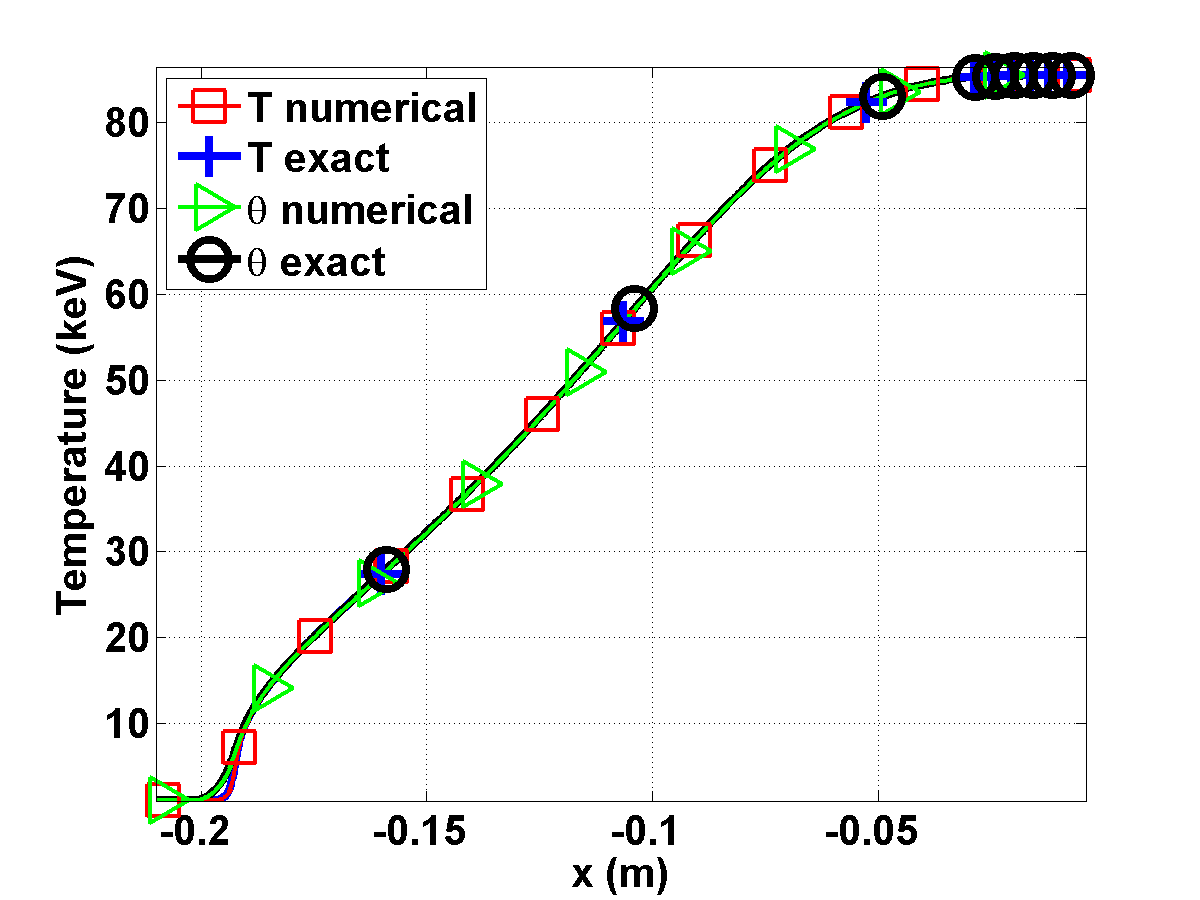 T numerical
T exact
θ numerical
θ exact
80
70
60
50
40
30
20
10
Temperature (keV)
-0.2
-0.15
-0.1
-0.05
x (m)